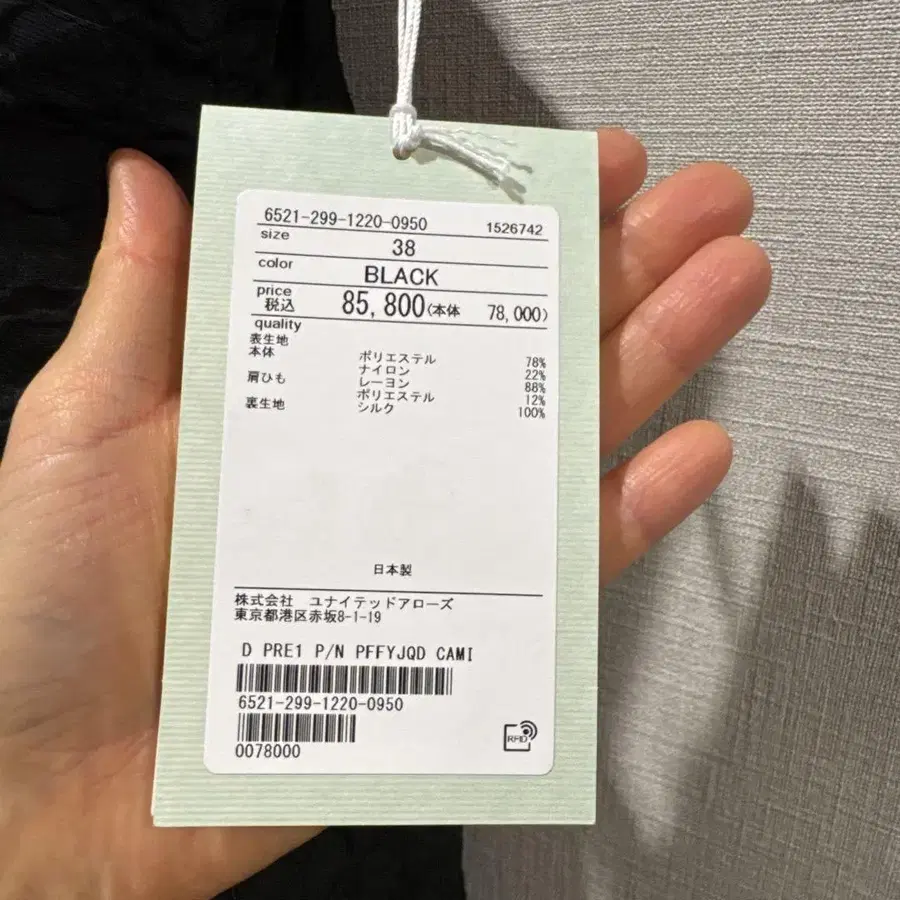 6521-299-1220-0950 1526742
size 38
color BLACK
price 税込 85,800(本体 78,000)
quality
表生地
本体 ポリエステル 78%
ナイロン 22%
肩ひも レーヨン 88%
ポリエステル 12%
裏生地 シルク 100%
日本製
株式会社 ユナイテッドアローズ
東京都港区赤坂8-1-19
D PRE1 P/N PFFYJQD CAMI
6521-299-1220-0950
0078000
RFID